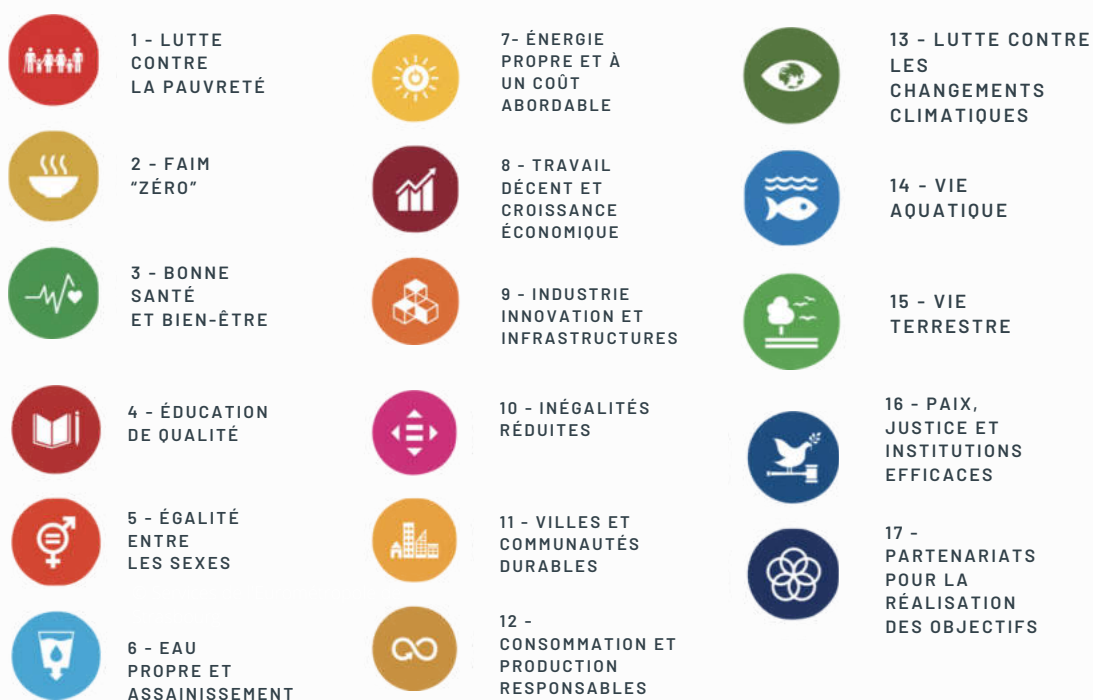 1 - LUTTE
CONTRE
LA PAUVRETÉ
2 - FAIM
“ZÉRO”
3 - BONNE
SANTÉ
ET BIEN-ÊTRE
4 - ÉDUCATION
DE QUALITÉ
5 - ÉGALITÉ
ENTRE
LES SEXES
6 - EAU
PROPRE ET
ASSAINISSEMENT
7- ÉNERGIE
PROPRE ET À
UN COÛT
ABORDABLE
8 - TRAVAIL
DÉCENT ET
CROISSANCE
ÉCONOMIQUE
9 - INDUSTRIE
INNOVATION ET
INFRASTRUCTURES
10 - INÉGALITÉS
RÉDUITES
11 - VILLES ET
COMMUNAUTÉS
DURABLES
12 -
CONSOMMATION ET
PRODUCTION
RESPONSABLES
13 - LUTTE CONTRE
LES
CHANGEMENTS
CLIMATIQUES
14 - VIE
AQUATIQUE
15 - VIE
TERRESTRE
16 - PAIX,
JUSTICE ET
INSTITUTIONS
EFFICACES
17 -
PARTENARIATS
POUR LA
RÉALISATION
DES OBJECTIFS